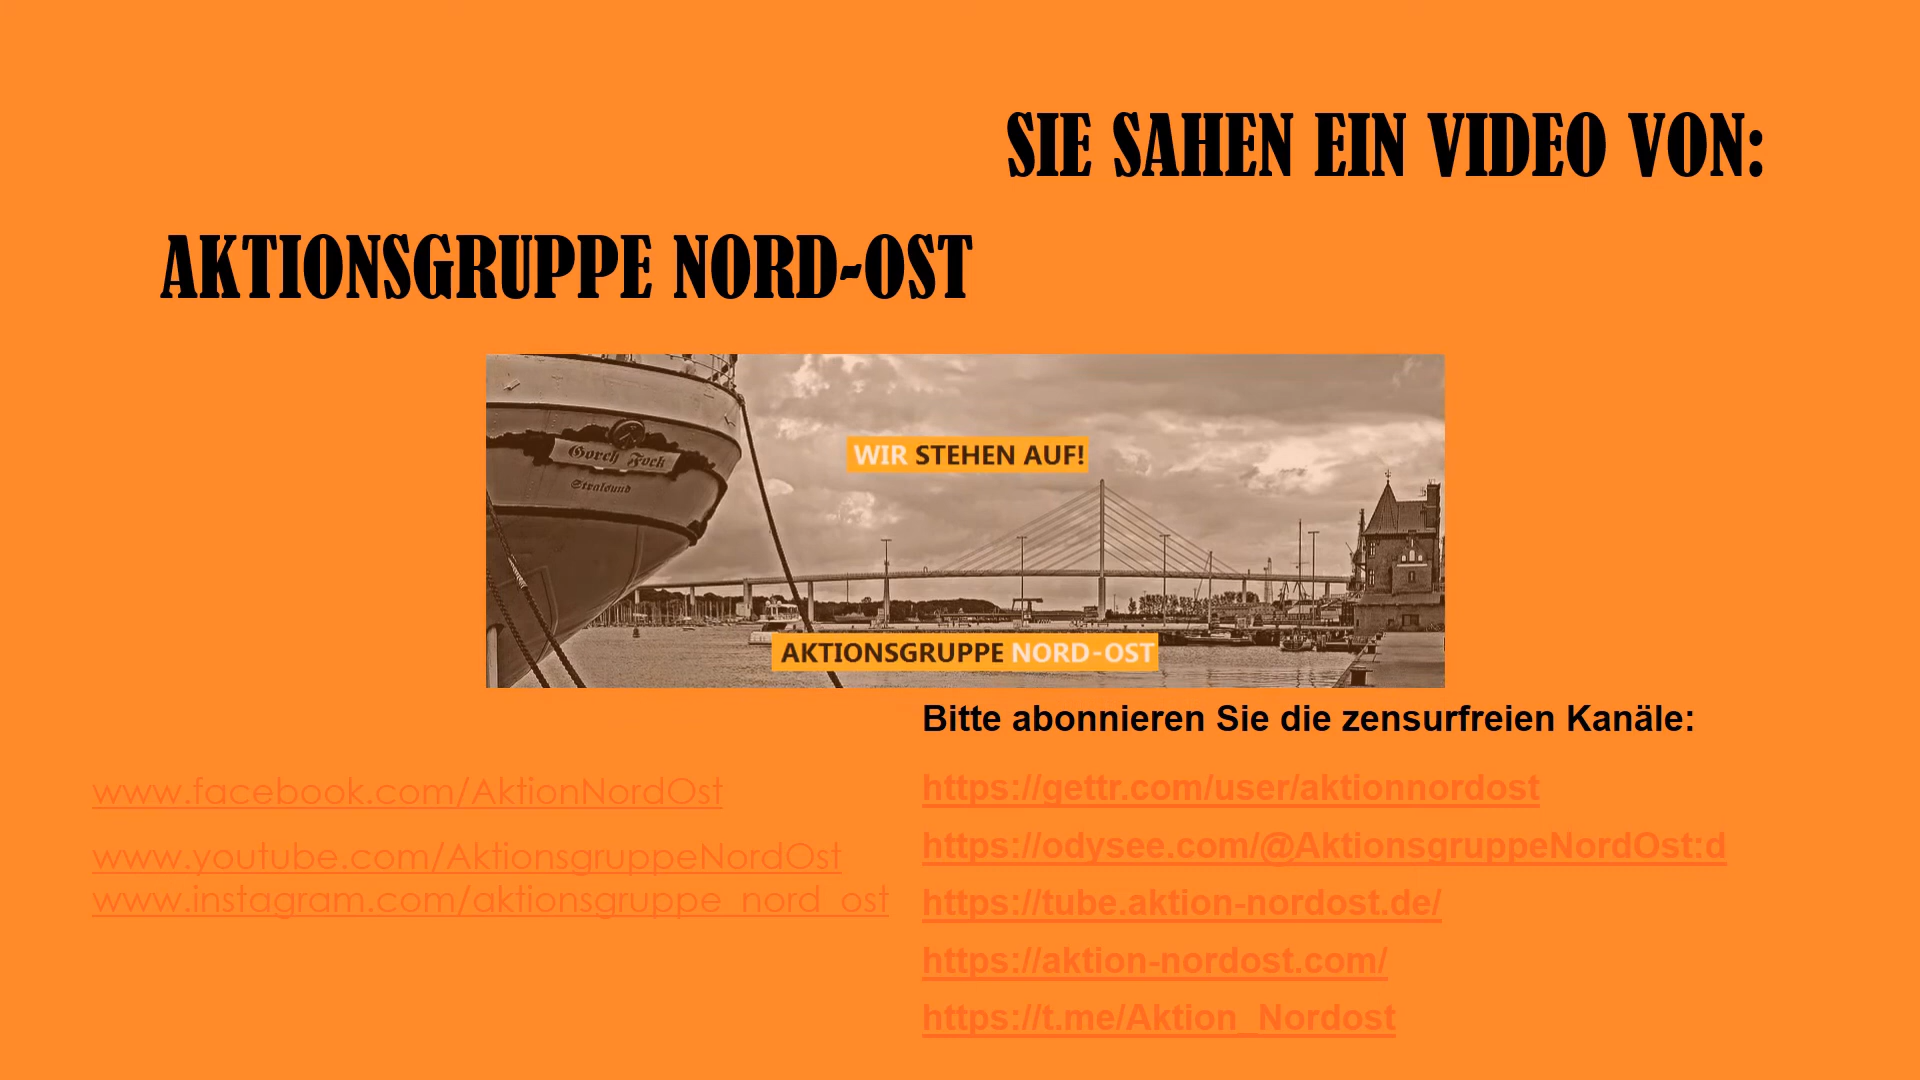 SIE SAHEN EIN VIDEO VON:
AKTIONSGRUPPE NORD-OST
WIR STEHEN AUF!
Gorch Fock
Stralsund
AKTIONSGRUPPE NORD-OST
Bitte abonnieren Sie die zensurfreien Kanäle:
www.facebook.com/AktionNordOst
www.youtube.com/AktionsgruppeNordOst
www.instagram.com/aktionsgruppe_nord_ost
https://gettr.com/user/aktionnordost
https://odysee.com/@AktionsgruppeNordOst:d
https://tube.aktion-nordost.de/
https://aktion-nordost.com/
https://t.me/Aktion_Nordost